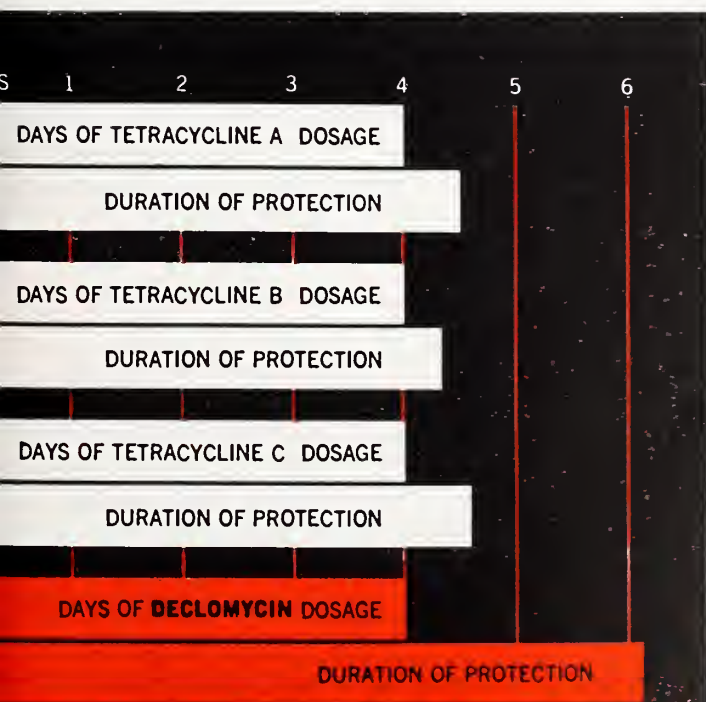 S 1 2 3 4 5 6
DAYS OF TETRACYCLINE A DOSAGE
DURATION OF PROTECTION
DAYS OF TETRACYCLINE B DOSAGE
DURATION OF PROTECTION
DAYS OF TETRACYCLINE C DOSAGE
DURATION OF PROTECTION
DAYS OF DECLOMYCIN DOSAGE
DURATION OF PROTECTION